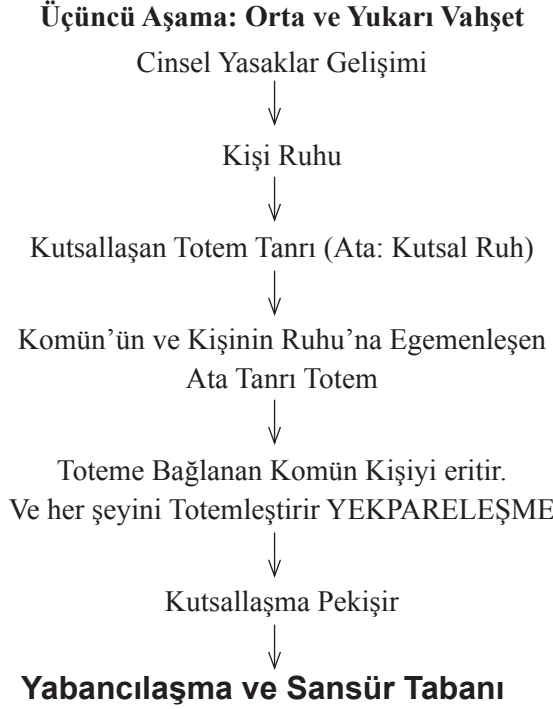 Üçüncü Aşama: Orta ve Yukarı Vahşet
Cinsel Yasaklar Gelişimi
Kişi Ruhu
Kutsallaşan Totem Tanrı (Ata: Kutsal Ruh)
Komün’ün ve Kişinin Ruhu’na Egemenleşen
Ata Tanrı Totem
Toteme Bağlanan Komün Kişiyi eritir.
Ve her şeyini Totemleştirir YEKPARELEŞME
Kutsallaşma Pekişir
Yabancılaşma ve Sansür Tabanı